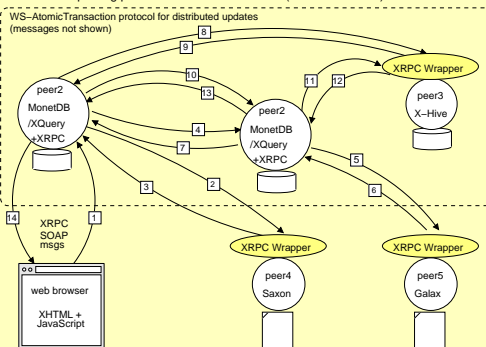 WS−AtomicTransaction protocol for distributed updates
(messages not shown)
8
9
XRPC Wrapper
peer3
X−Hive
10
11
12
13
peer2
MonetDB
/XQuery
+XRPC
peer2
MonetDB
/XQuery
+XRPC
4
7
5
6
3
2
14
1
XRPC
SOAP
msgs
XRPC Wrapper
peer4
Saxon
XRPC Wrapper
peer5
Galax
web browser
XHTML +
JavaScript